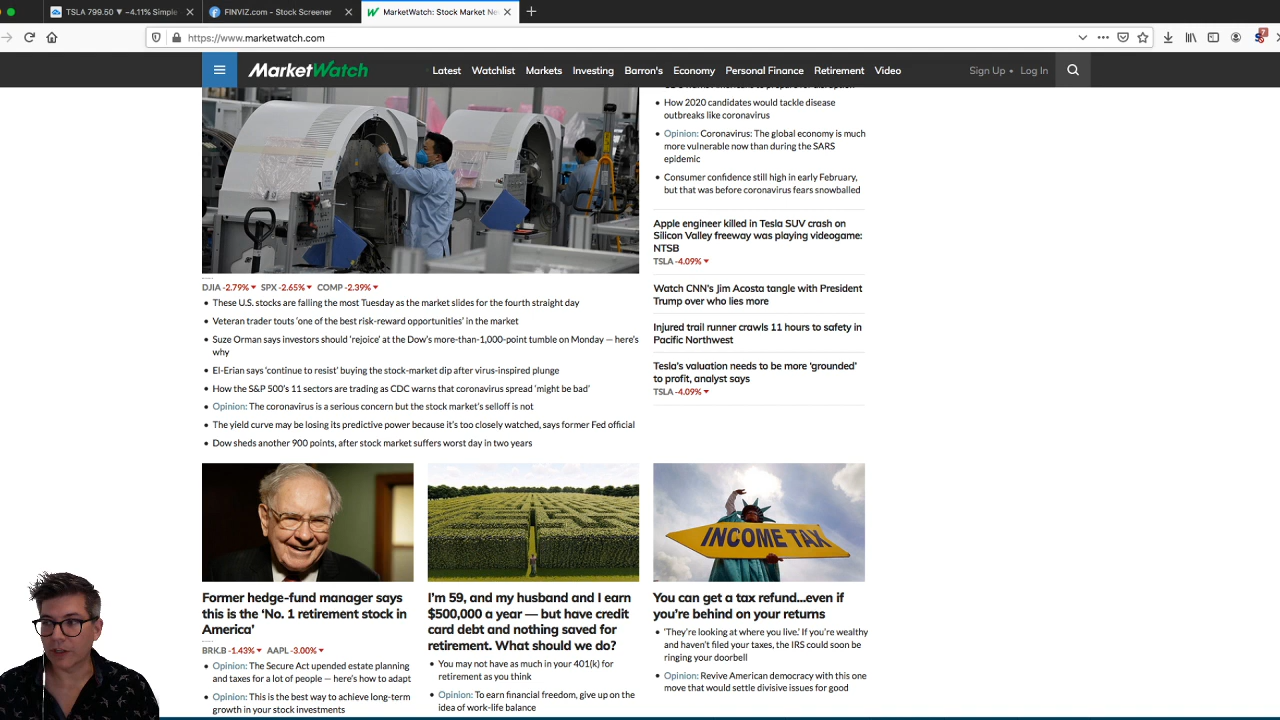 TSLA 799.50 ▼ −4.11% Simple
FINVIZ.com - Stock Screener
MarketWatch: Stock Market Ne
https://www.marketwatch.com
MarketWatch
Latest Watchlist Markets Investing Barron's Economy Personal Finance Retirement Video
Sign Up Log In
How 2020 candidates would tackle disease
outbreaks like coronavirus
Opinion: Coronavirus: The global economy is much
more vulnerable now than during the SARS
epidemic
Consumer confidence still high in early February,
but that was before coronavirus fears snowballed
Apple engineer killed in Tesla SUV crash on
Silicon Valley freeway was playing videogame:
NTSB
TSLA -4.09%
Watch CNN's Jim Acosta tangle with President
Trump over who lies more
Injured trail runner crawls 11 hours to safety in
Pacific Northwest
Tesla's valuation needs to be more 'grounded'
to profit, analyst says
TSLA -4.09%
DJIA -2.79% SPX -2.65% COMP -2.39%
These U.S. stocks are falling the most Tuesday as the market slides for the fourth straight day
Veteran trader touts 'one of the best risk-reward opportunities' in the market
Suze Orman says investors should 'rejoice' at the Dow's more-than-1,000-point tumble on Monday — here's
why
El-Erian says 'continue to resist' buying the stock-market dip after virus-inspired plunge
How the S&P 500's 11 sectors are trading as CDC warns that coronavirus spread 'might be bad'
Opinion: The coronavirus is a serious concern but the stock market's selloff is not
The yield curve may be losing its predictive power because it's too closely watched, says former Fed official
Dow sheds another 900 points, after stock market suffers worst day in two years
Former hedge-fund manager says
this is the 'No. 1 retirement stock in
America'
BRK.B -1.43% AAPL -3.00%
Opinion: The Secure Act upended estate planning
and taxes for a lot of people — here's how to adapt
Opinion: This is the best way to achieve long-term
growth in your stock investments
I'm 59, and my husband and I earn
$500,000 a year — but have credit
card debt and nothing saved for
retirement. What should we do?
You may not have as much in your 401(k) for
retirement as you think
Opinion: To earn financial freedom, give up on the
idea of work-life balance
INCOME TAX
You can get a tax refund...even if
you're behind on your returns
'They're looking at where you live.' If you're wealthy
and haven't filed your taxes, the IRS could soon be
ringing your doorbell
Opinion: Revive American democracy with this one
move that would settle divisive issues for good